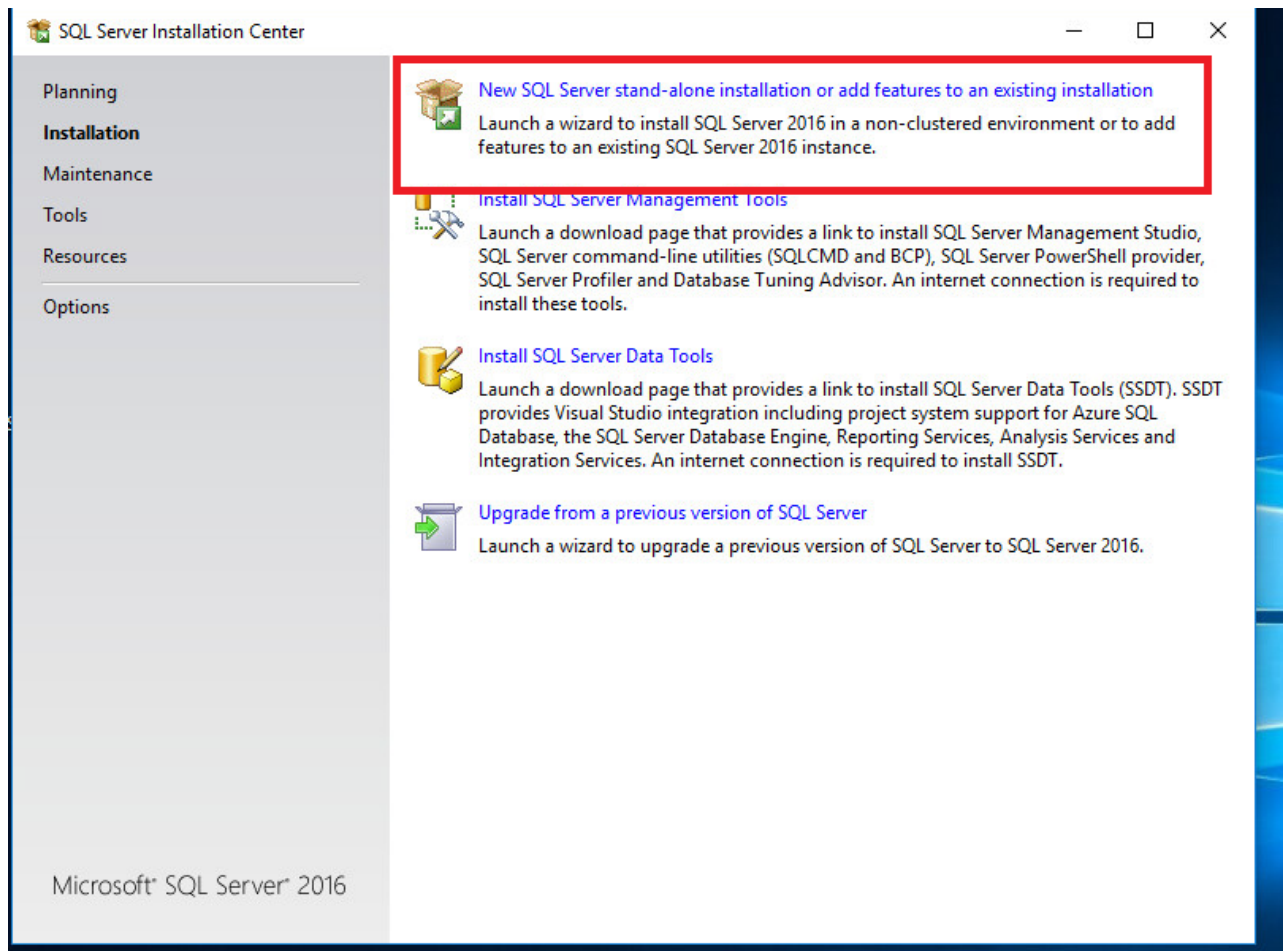 SQL Server Installation Center
Planning
Installation
Maintenance
Tools
Resources
Options
New SQL Server stand-alone installation or add features to an existing installation
Launch a wizard to install SQL Server 2016 in a non-clustered environment or to add
features to an existing SQL Server 2016 instance.
Install SQL Server Management Tools
Launch a download page that provides a link to install SQL Server Management Studio,
SQL Server command-line utilities (SQLCMD and BCP), SQL Server PowerShell provider,
SQL Server Profiler and Database Tuning Advisor. An internet connection is required to
install these tools.
Install SQL Server Data Tools
Launch a download page that provides a link to install SQL Server Data Tools (SSDT). SSDT
provides Visual Studio integration including project system support for Azure SQL
Database, the SQL Server Database Engine, Reporting Services, Analysis Services and
Integration Services. An internet connection is required to install SSDT.
Upgrade from a previous version of SQL Server
Launch a wizard to upgrade a previous version of SQL Server to SQL Server 2016.
Microsoft® SQL Server® 2016